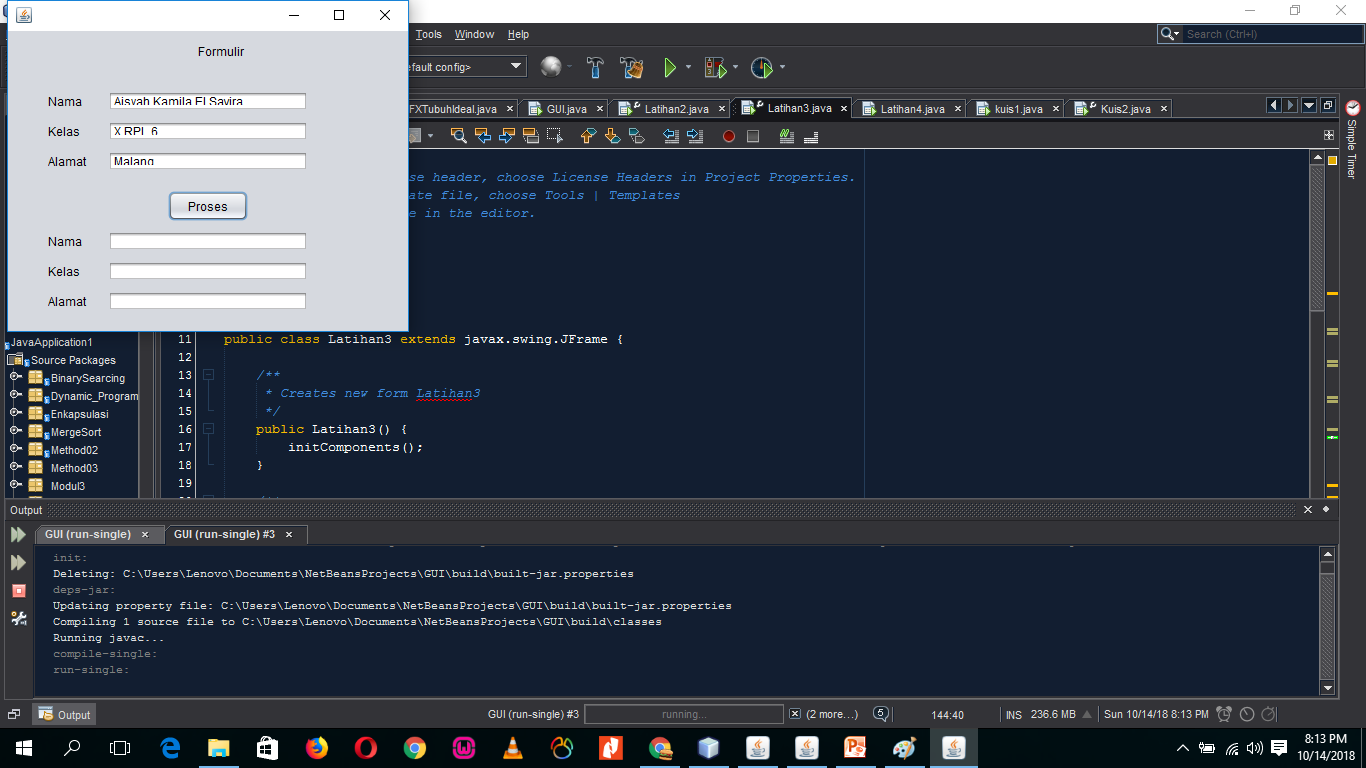 Formulir
Nama Aisyah Kamila El Savira
Kelas X RPL 6
Alamat Malang
Proses
Nama
Kelas
Alamat
Tools Window Help
Search (Ctrl+I)
efault config>
FXTubuhIdeal.java GUI.java Latihan2.java Latihan3.java Latihan4.java kuis1.java Kuis2.java
Simple Timer
se header, choose License Headers in Project Properties.
ate file, choose Tools | Templates
e in the editor.
JavaApplication1
Source Packages
BinarySearcing
Dynamic_Program
Enkapsulasi
MergeSort
Method02
Method03
Modul3
11 public class Latihan3 extends javax.swing.JFrame {
12
13 /**
14 * Creates new form Latihan3
15 */
16 public Latihan3() {
17 initComponents();
18 }
19
Output
GUI (run-single) GUI (run-single) #3
init:
Deleting: C:\Users\Lenovo\Documents\NetBeansProjects\GUI\build\built-jar.properties
deps-jar:
Updating property file: C:\Users\Lenovo\Documents\NetBeansProjects\GUI\build\built-jar.properties
Compiling 1 source file to C:\Users\Lenovo\Documents\NetBeansProjects\GUI\build\classes
Running javac...
compile-single:
run-single:
Output GUI (run-single) #3 running... (2 more...) 5 144:40 INS 236.6 MB Sun 10/14/18 8:13 PM
8:13 PM
10/14/2018